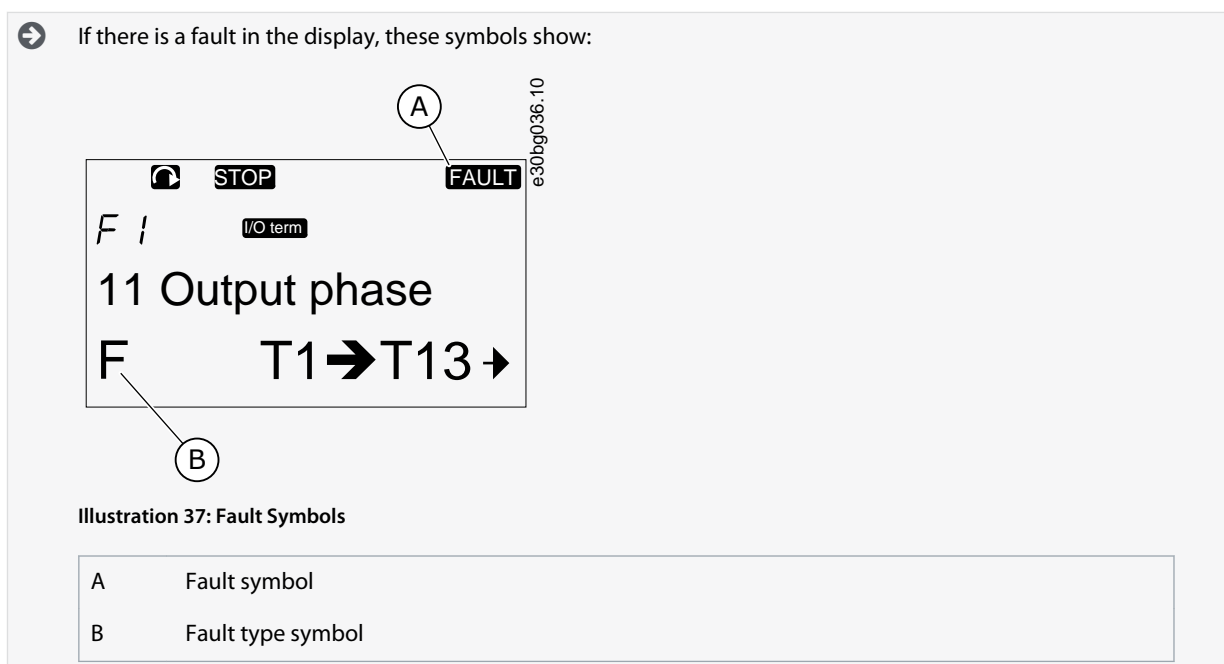 If there is a fault in the display, these symbols show:
A
e30bg036.10
STOP FAULT
F 1 I/O term
11 Output phase
F T1➔T13
B
Illustration 37: Fault Symbols
A Fault symbol
B Fault type symbol